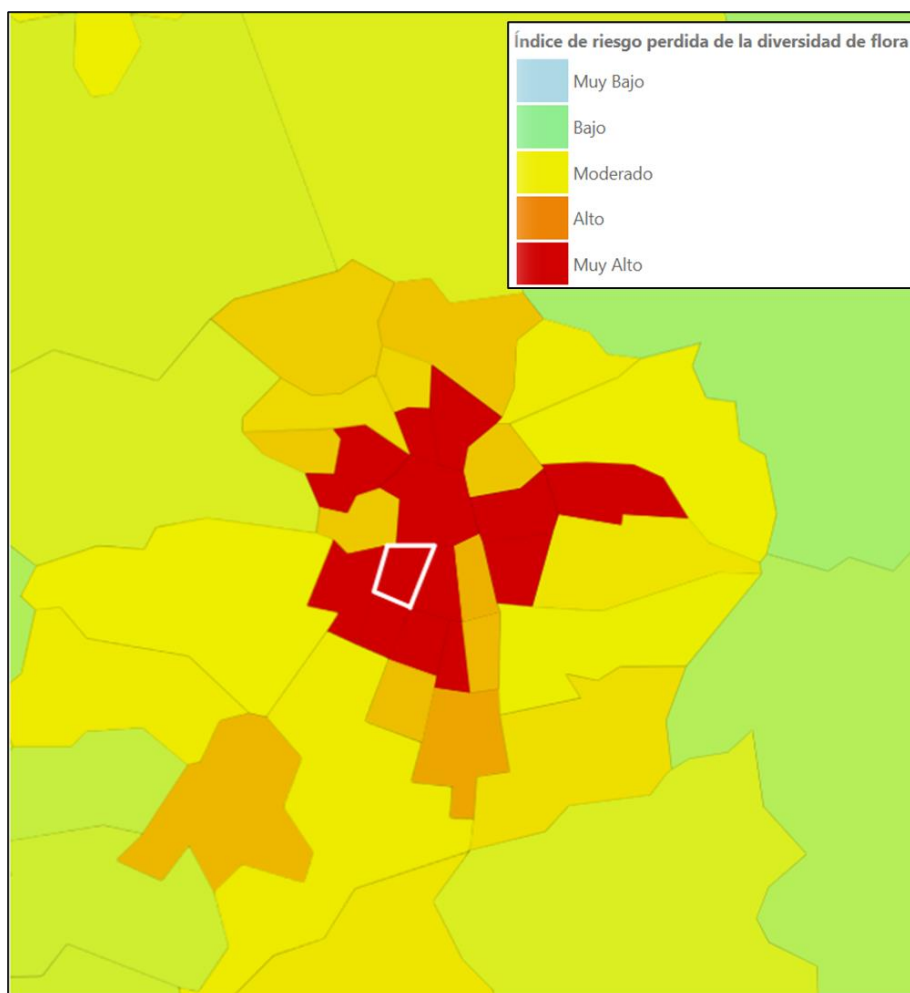 Índice de riesgo perdida de la diversidad de flora
Muy Bajo
Bajo
Moderado
Alto
Muy Alto